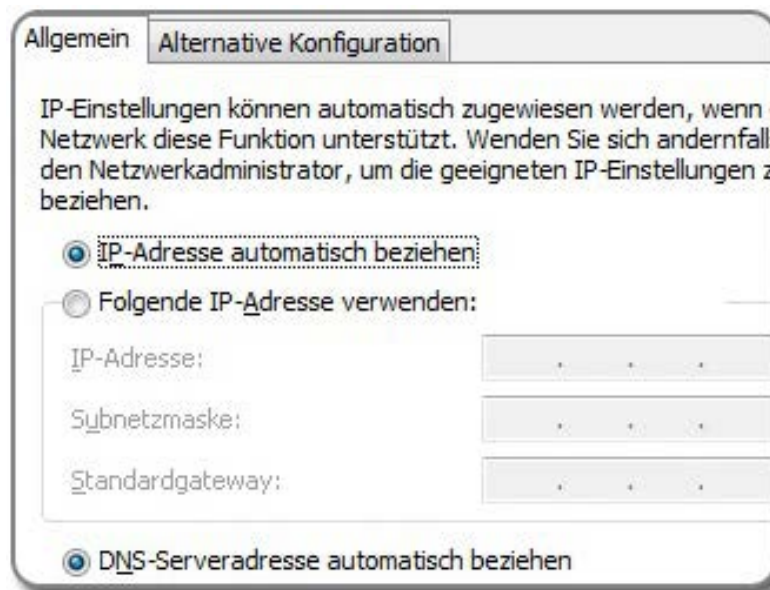 Allgemein
Alternative Konfiguration
IP-Einstellungen können automatisch zugewiesen werden, wenn
Netzwerk diese Funktion unterstützt. Wenden Sie sich andernfall
den Netzwerkadministrator, um die geeigneten IP-Einstellungen z
beziehen.
IP-Adresse automatisch beziehen
Folgende IP-Adresse verwenden:
IP-Adresse:
Subnetzmaske:
Standardgateway:
DNS-Serveradresse automatisch beziehen